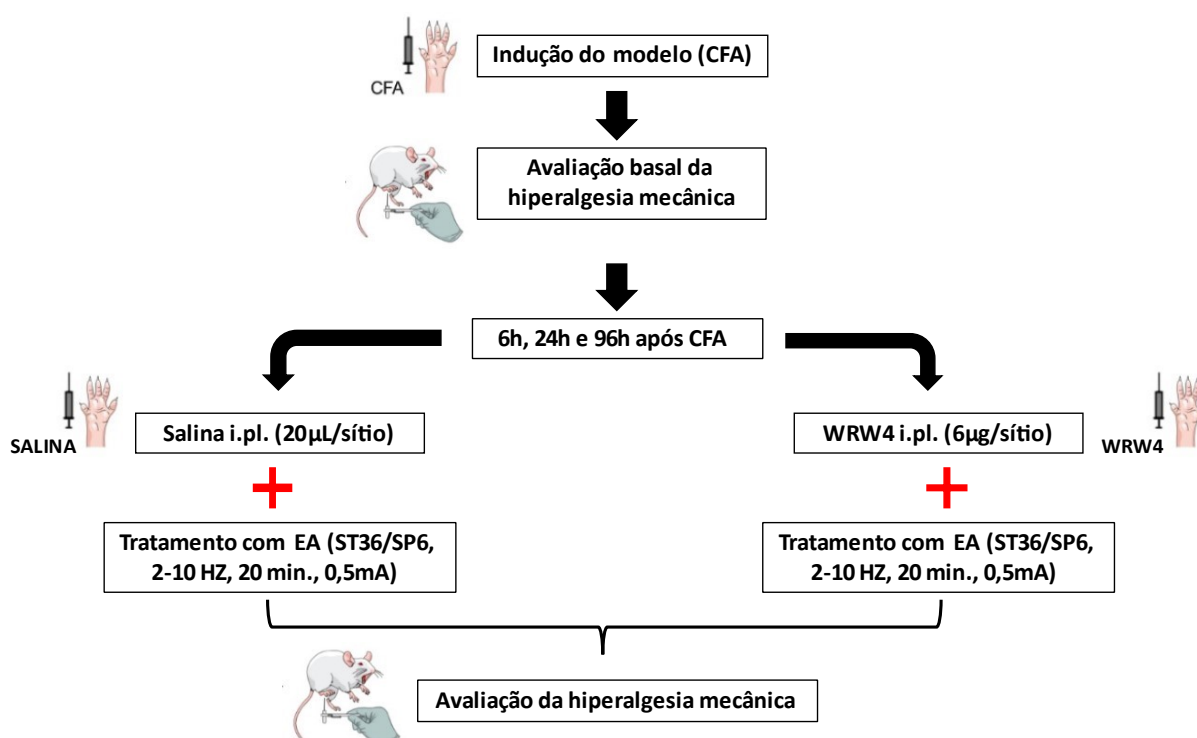 Indução do modelo (CFA)
CFA
Avaliação basal da
hiperalgesia mecânica
6h, 24h e 96h após CFA
SALINA
Salina i.pl. (20µL/sítio)
WRW4 i.pl. (6µg/sítio)
WRW4
Tratamento com EA (ST36/SP6,
2-10 HZ, 20 min., 0,5mA)
Tratamento com EA (ST36/SP6,
2-10 HZ, 20 min., 0,5mA)
Avaliação da hiperalgesia mecânica